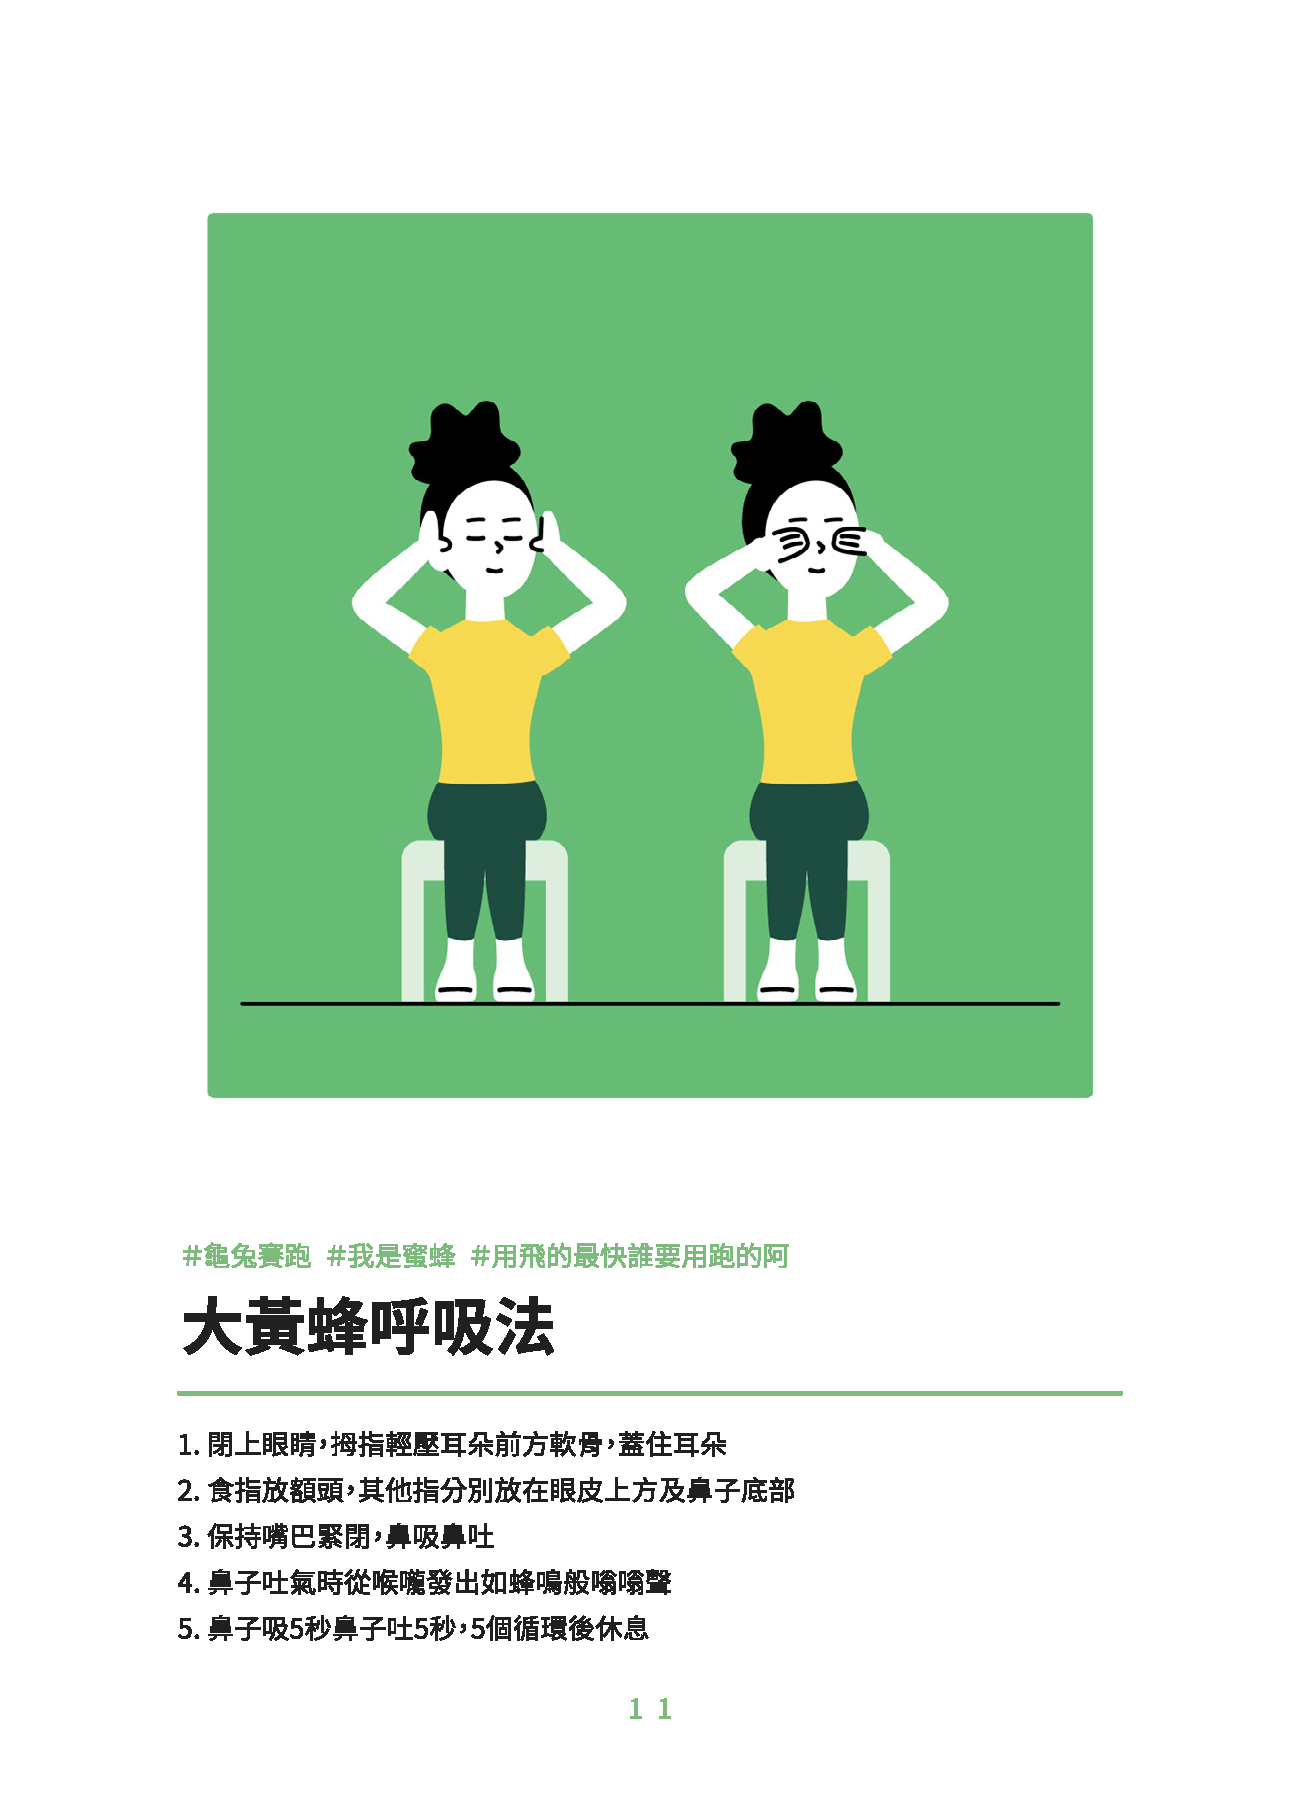 #龜兔賽跑 #我是蜜蜂 #用飛的最快誰要用跑的阿
大黃蜂呼吸法
1. 閉上眼睛，拇指輕壓耳朵前方軟骨，蓋住耳朵
2. 食指放額頭，其他指分別放在眼皮上方及鼻子底部
3. 保持嘴巴緊閉，鼻吸鼻吐
4. 鼻子吐氣時從喉嚨發出如蜂鳴般嗡嗡聲
5. 鼻子吸5秒鼻子吐5秒，5個循環後休息
11